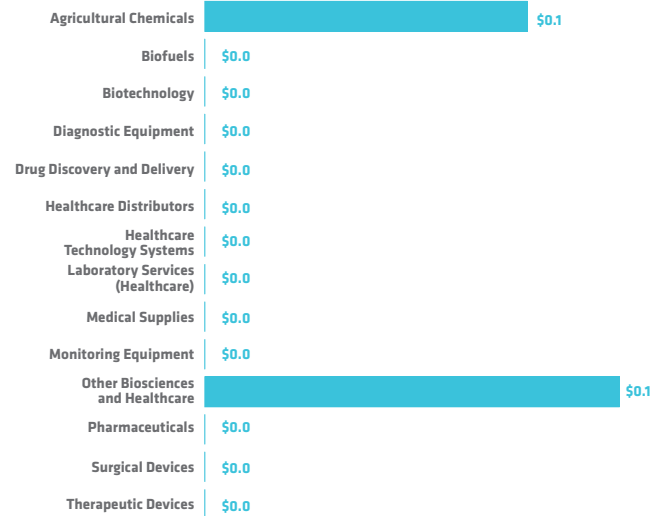 Agricultural Chemicals $0.1
Biofuels $0.0
Biotechnology $0.0
Diagnostic Equipment $0.0
Drug Discovery and Delivery $0.0
Healthcare Distributors $0.0
Healthcare
Technology Systems $0.0
Laboratory Services
(Healthcare) $0.0
Medical Supplies $0.0
Monitoring Equipment $0.0
Other Biosciences
and Healthcare $0.1
Pharmaceuticals $0.0
Surgical Devices $0.0
Therapeutic Devices $0.0